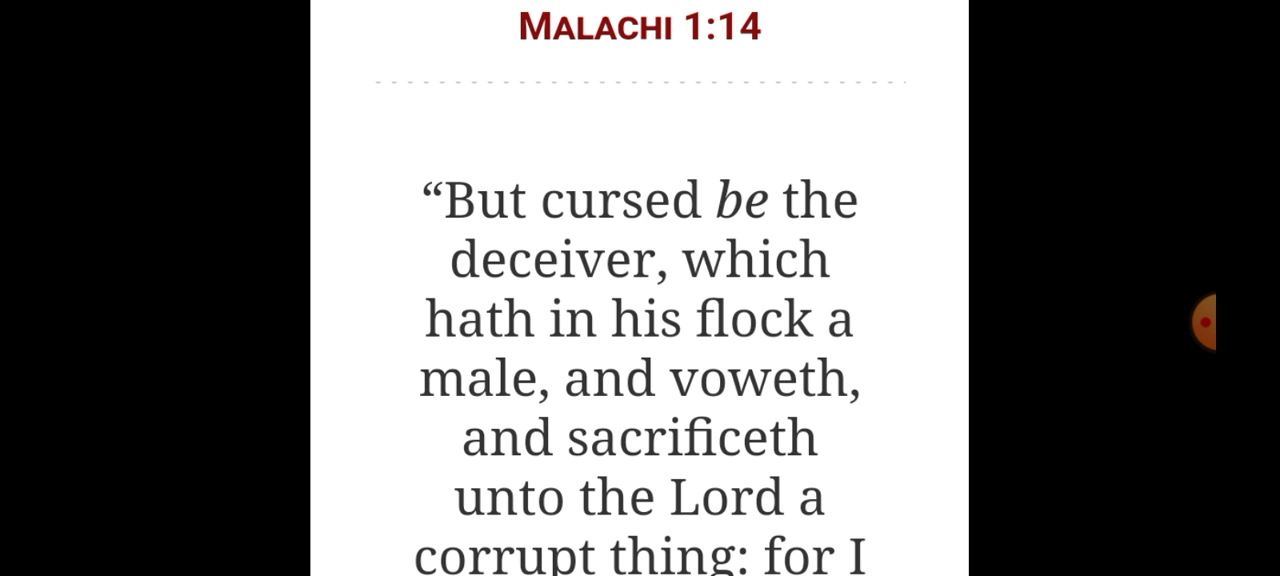 MALACHI 1:14
“But cursed be the
deceiver, which
hath in his flock a
male, and voweth,
and sacrificeth
unto the Lord a
corrupt thing: for I